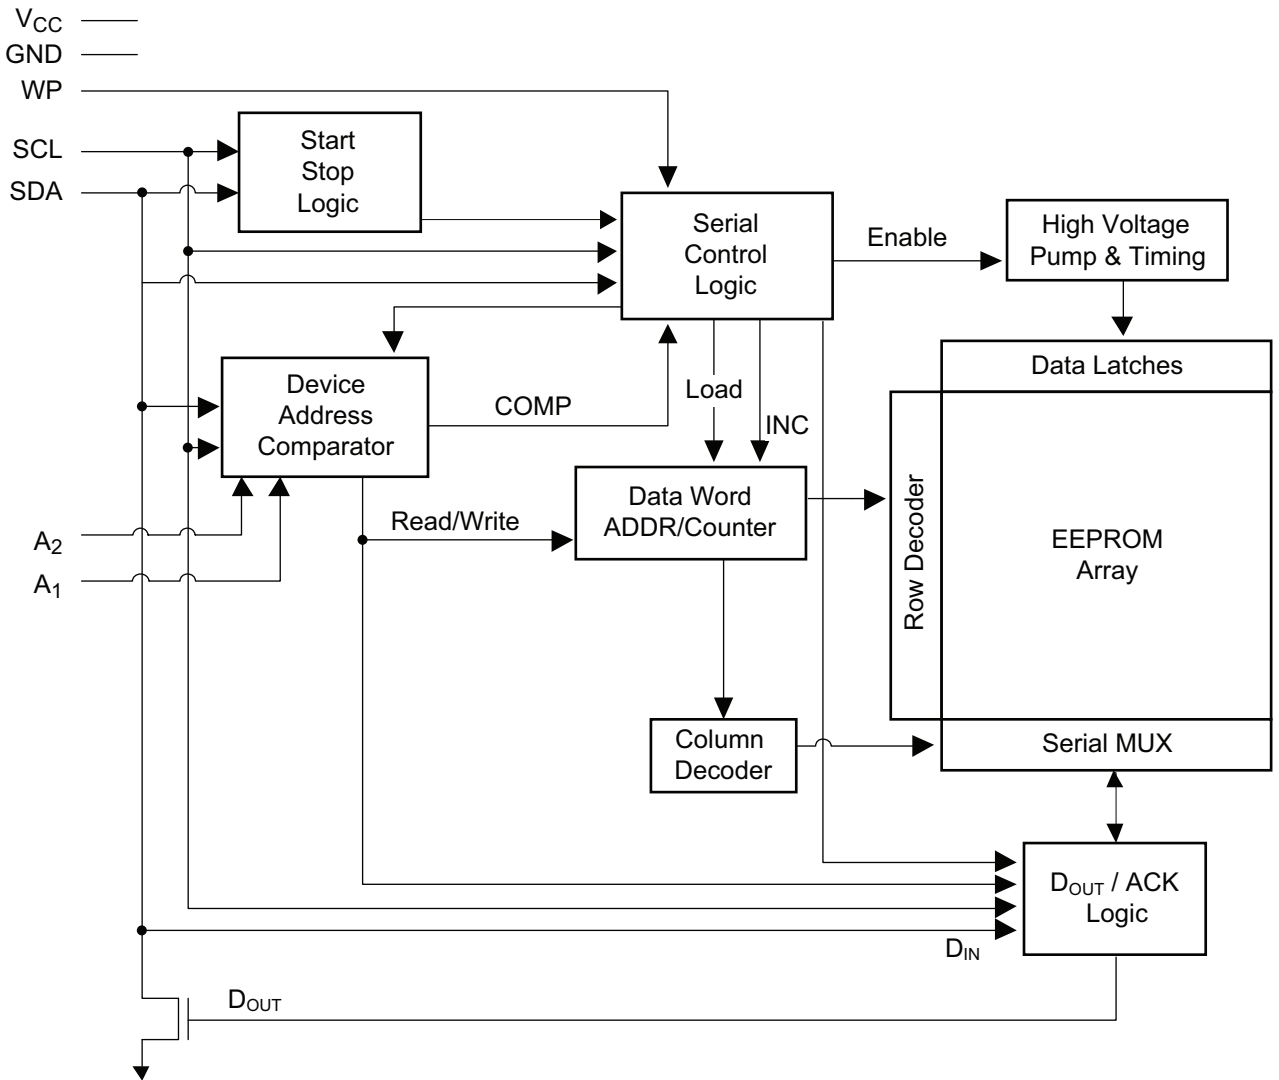 VCC
GND
WP
SCL
SDA
Start
Stop
Logic
Serial
Control
Logic
Enable
High Voltage
Pump & Timing
Data Latches
Device
Address
Comparator
COMP
Load
INC
A2
A1
Read/Write
Data Word
ADDR/Counter
Row Decoder
EEPROM
Array
Column
Decoder
Serial MUX
DOUT / ACK
Logic
DIN
DOUT